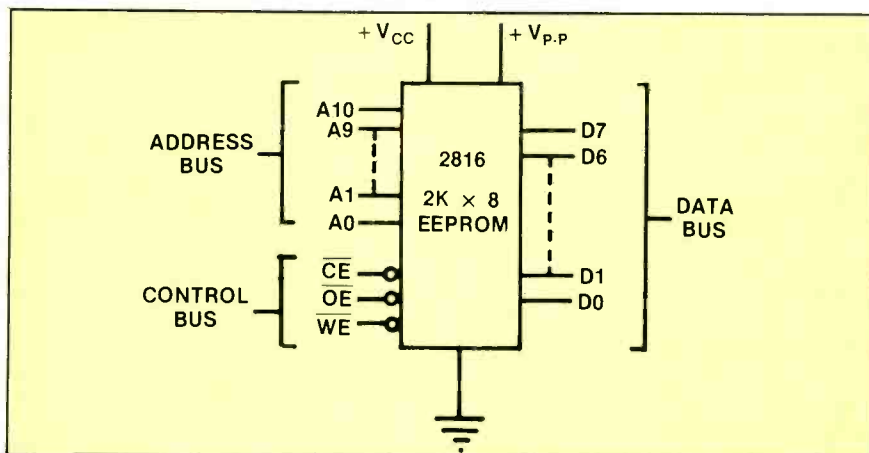 + VCC
+ VP.P
ADDRESS
BUS
A10
A9
A1
A0
CONTROL
BUS
CE
OE
WE
2816
2K × 8
EEPROM
D7
D6
D1
D0
DATA
BUS